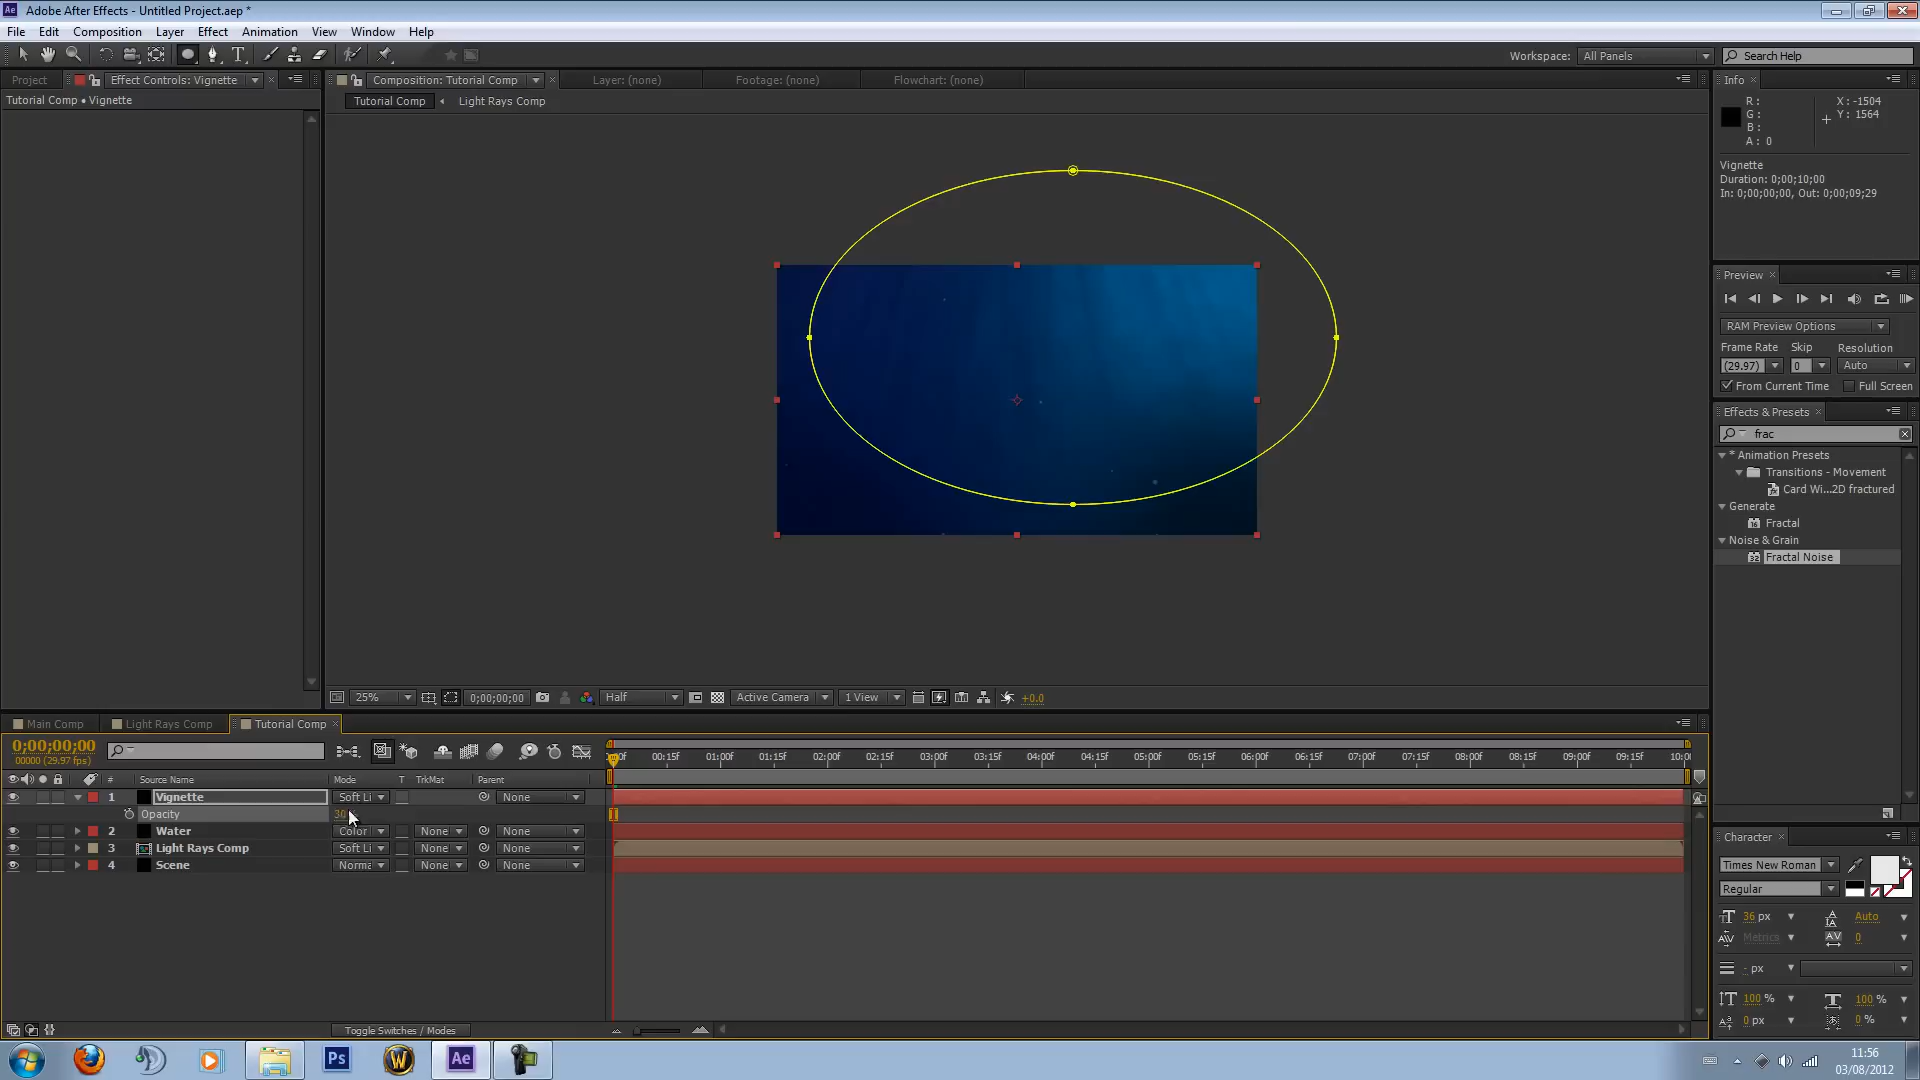 Adobe After Effects - Untitled Project.aep *
File Edit Composition Layer Effect Animation View Window Help
Workspace: All Panels Search Help
Project Effect Controls: Vignette
Tutorial Comp • Vignette
Composition: Tutorial Comp Layer: (none) Footage: (none) Flowchart: (none)
Tutorial Comp Light Rays Comp
Info
R :
G :
B :
A : 0
X : -1504
Y : 1564
Vignette
Duration: 0;00;10;00
In: 0;00;00;00, Out: 0;00;09;29
Preview
RAM Preview Options
Frame Rate Skip Resolution
(29.97) 0 Auto
From Current Time Full Screen
Effects & Presets
frac
* Animation Presets
Transitions - Movement
Card Wi...2D fractured
Generate
Fractal
Noise & Grain
Fractal Noise
25% 0;00;00;00 Half Active Camera 1 View +0.0
Main Comp Light Rays Comp Tutorial Comp
0;00;00;00
00000 (29.97 fps)
00:15f 01:00f 01:15f 02:00f 02:15f 03:00f 03:15f 04:00f 04:15f 05:00f 05:15f 06:00f 06:15f 07:00f 07:15f 08:00f 08:15f 09:00f 09:15f
# Source Name Mode T TrkMat Parent
1 Vignette Soft Li None
Opacity 30
2 Water Color None None
3 Light Rays Comp Soft Li None None
4 Scene Norma None None
Toggle Switches / Modes
Character
Times New Roman
Regular
36 px Auto
Metrics 0
- px
100 % 100 %
0 px 0 %
Ps Ae
11:56
03/08/2012